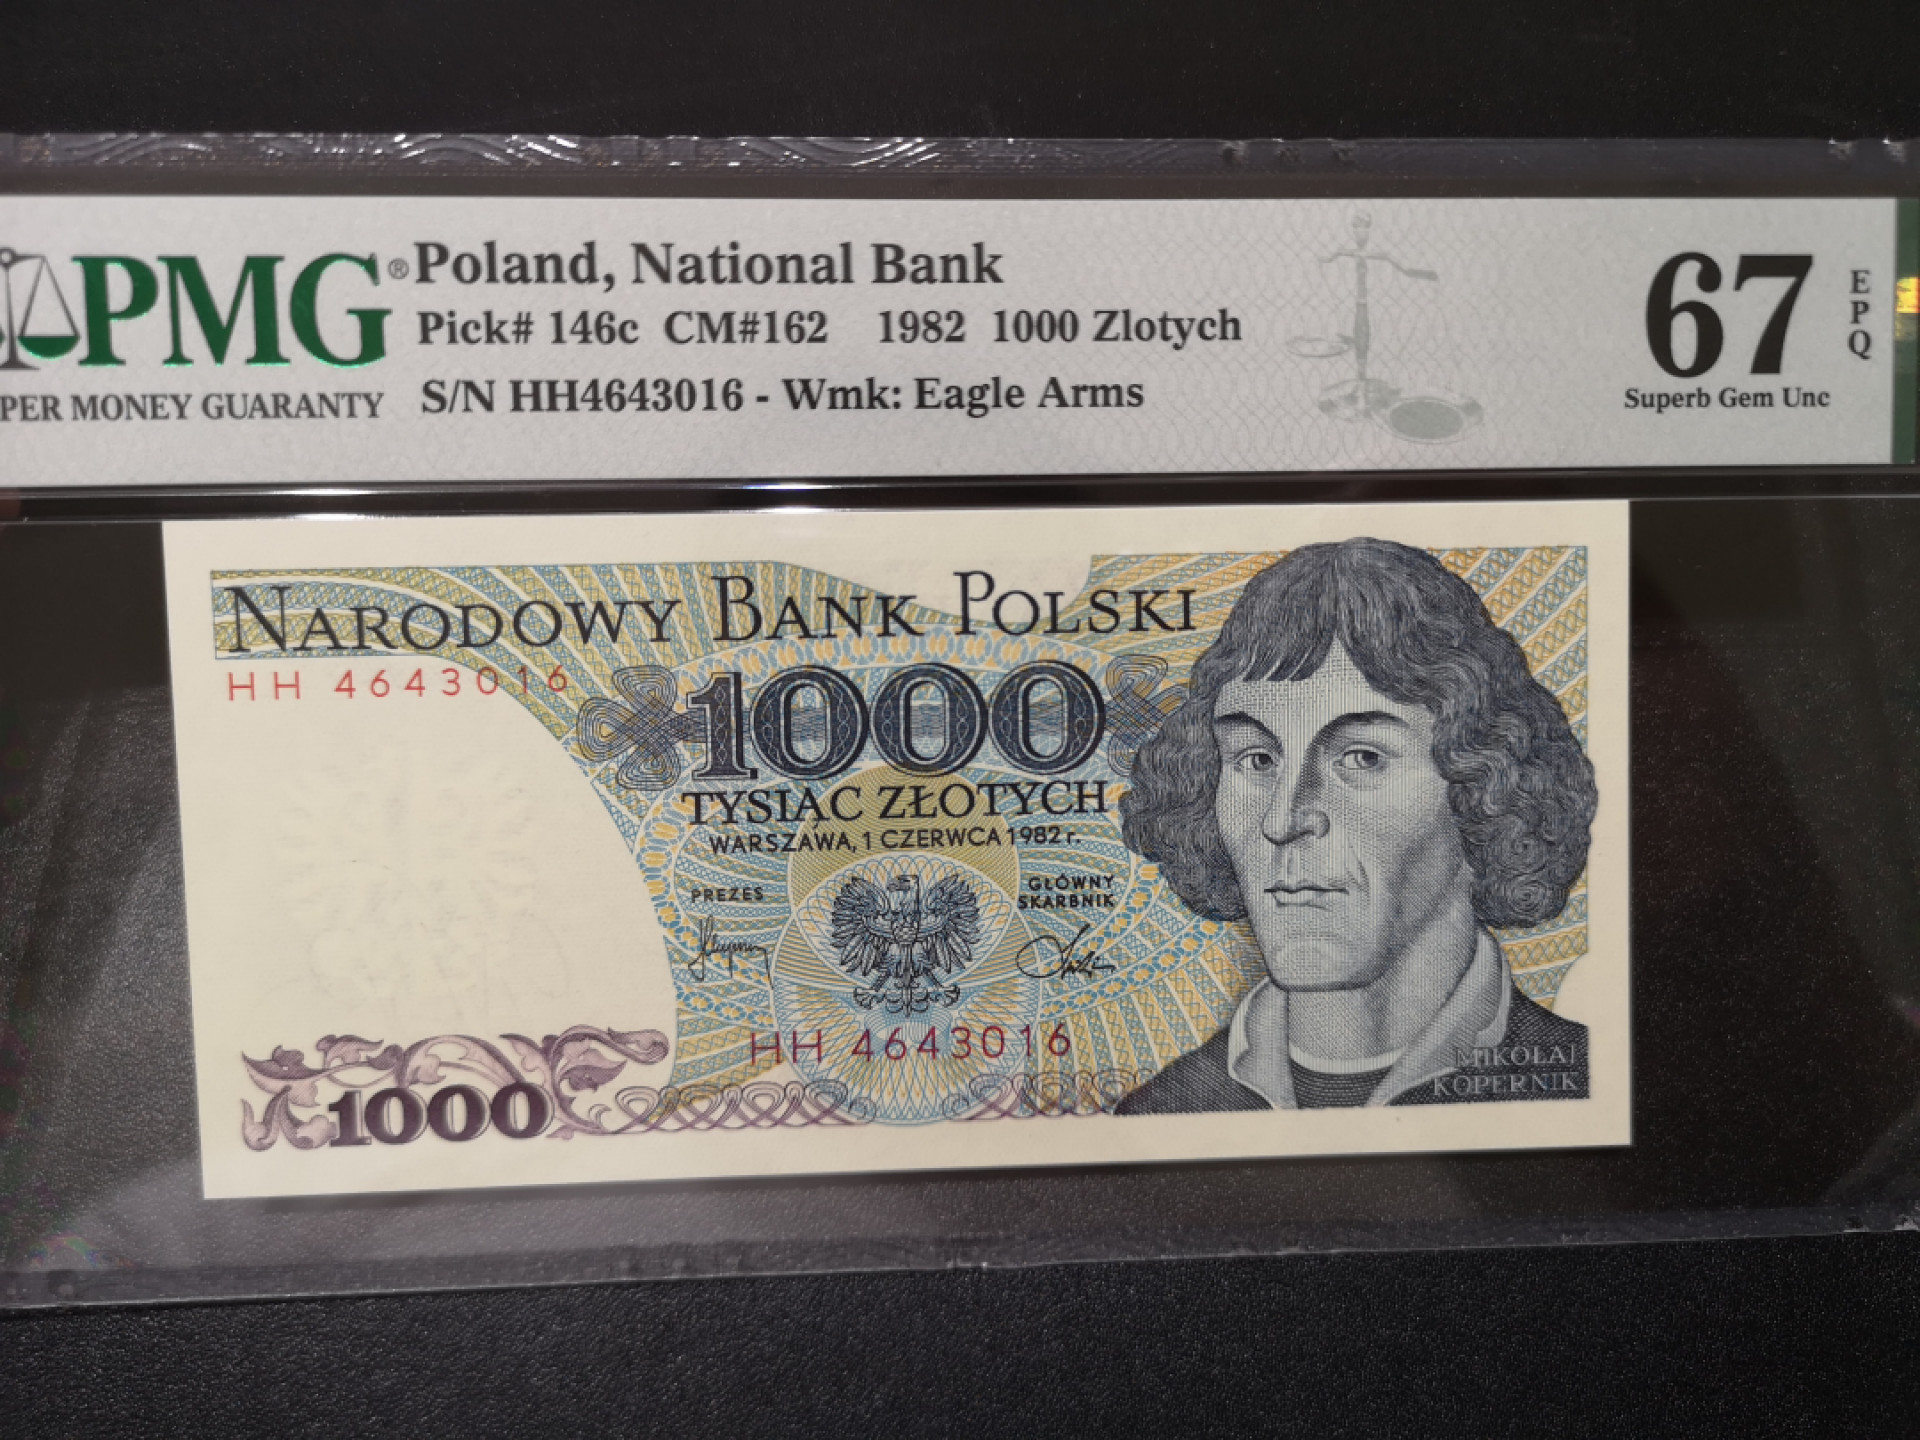 PMG®
PER MONEY GUARANTY
Poland, National Bank
Pick# 146c CM#162 1982 1000 Zlotych
S/N HH4643016 - Wmk: Eagle Arms
67
EPQ
Superb Gem Unc
NARODOWY BANK POLSKI
HH 4643016
1000
TYSIĄC ZŁOTYCH
WARSZAWA, 1 CZERWCA 1982 r.
PREZES
GŁÓWNY
SKARBNIK
HH 4643016
MIKOŁAJ
KOPERNIK
1000